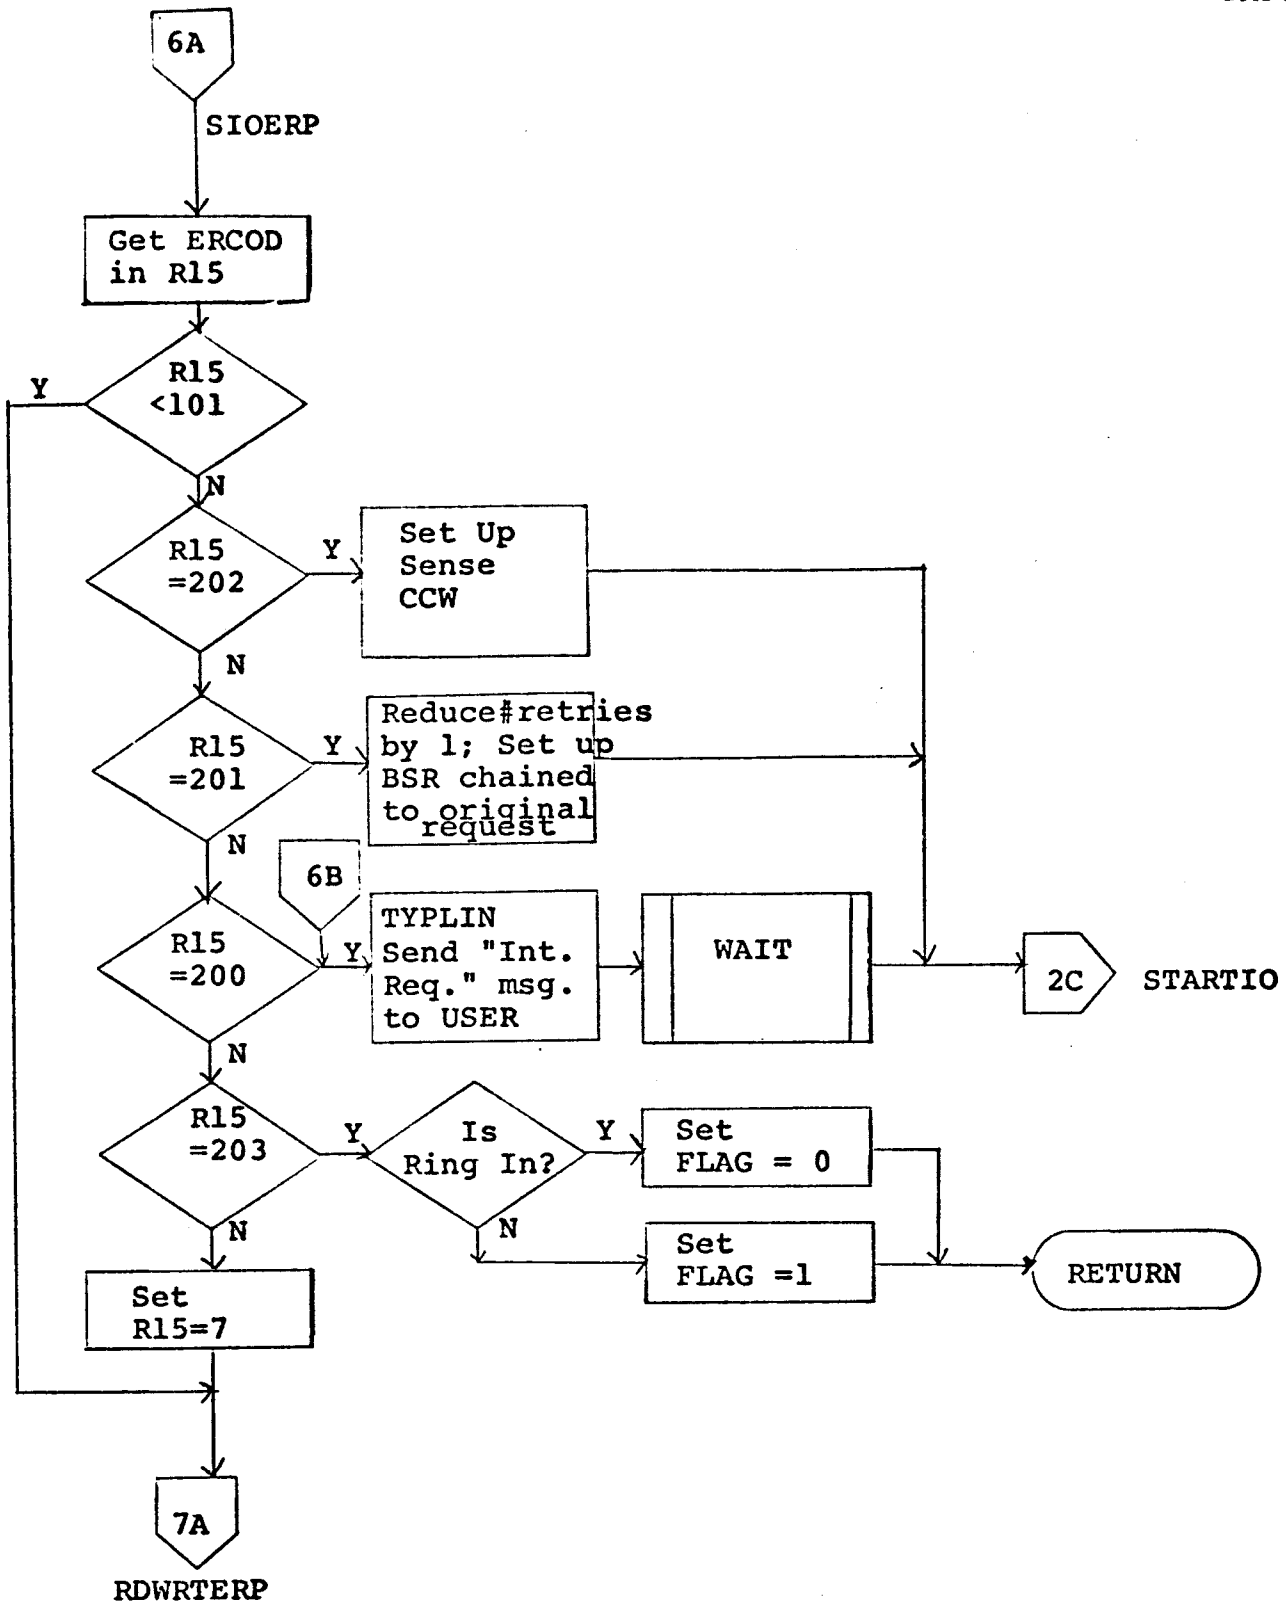 6A
SIOERP
Get ERCOD
in R15
R15
<101
Y
N
R15
=202
Y
Set Up
Sense
CCW
N
R15
=201
Y
Reduce#retries
by 1; Set up
BSR chained
to original
request
N
6B
R15
=200
Y
TYPLIN
Send "Int.
Req." msg.
to USER
WAIT
2C
STARTIO
N
R15
=203
Y
Is
Ring In?
Y
Set
FLAG = 0
N
N
Set
FLAG =1
RETURN
Set
R15=7
7A
RDWRTERP